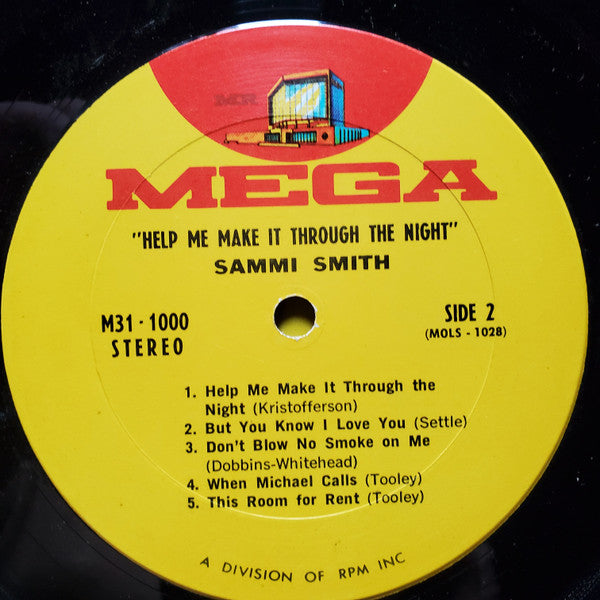 MR
MEGA
"HELP ME MAKE IT THROUGH THE NIGHT"
SAMMI SMITH
M31 - 1000
STEREO
SIDE 2
(MOLS - 1028)
1. Help Me Make It Through the
Night (Kristofferson)
2. But You Know I Love You (Settle)
3. Don't Blow No Smoke on Me
(Dobbins-Whitehead)
4. When Michael Calls (Tooley)
5. This Room for Rent (Tooley)
A DIVISION OF RPM INC